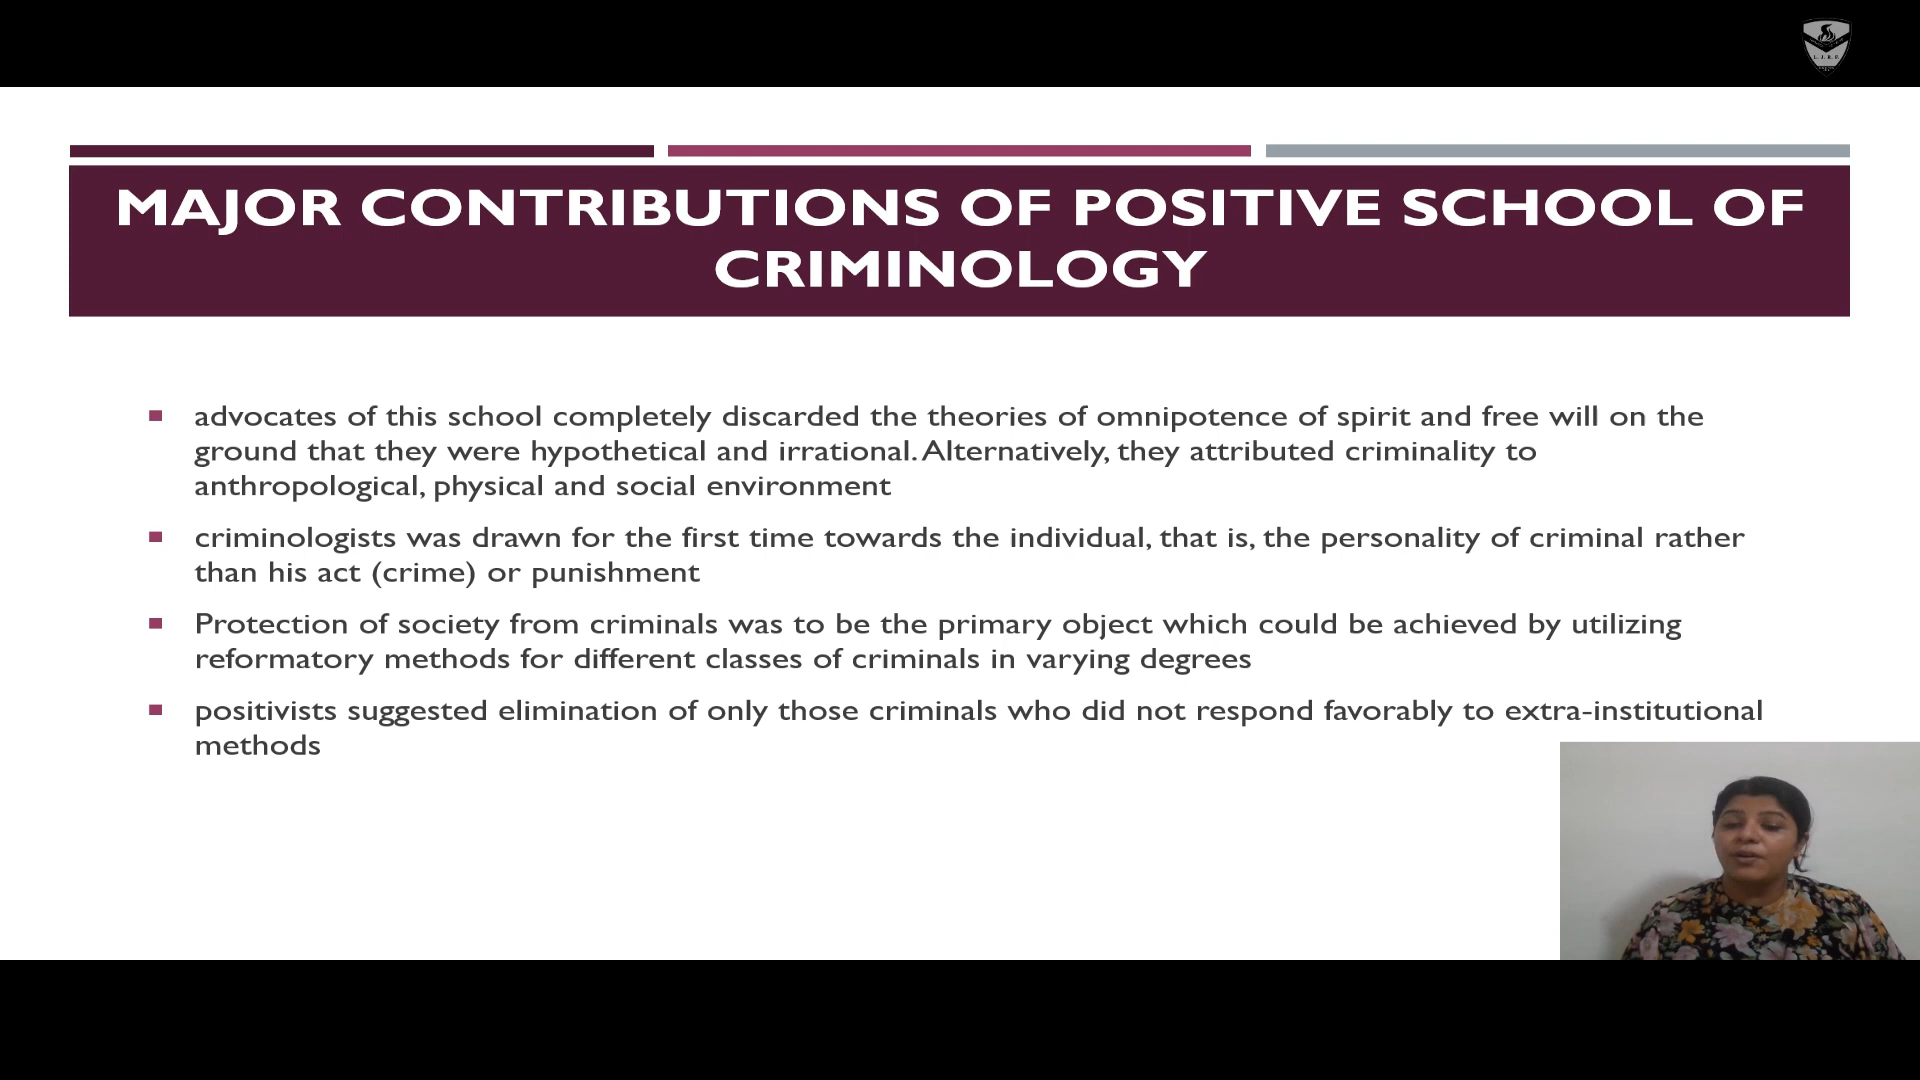 MAJOR CONTRIBUTIONS OF POSITIVE SCHOOL OF
CRIMINOLOGY
advocates of this school completely discarded the theories of omnipotence of spirit and free will on the
ground that they were hypothetical and irrational. Alternatively, they attributed criminality to
anthropological, physical and social environment
criminologists was drawn for the first time towards the individual, that is, the personality of criminal rather
than his act (crime) or punishment
Protection of society from criminals was to be the primary object which could be achieved by utilizing
reformatory methods for different classes of criminals in varying degrees
positivists suggested elimination of only those criminals who did not respond favorably to extra-institutional
methods